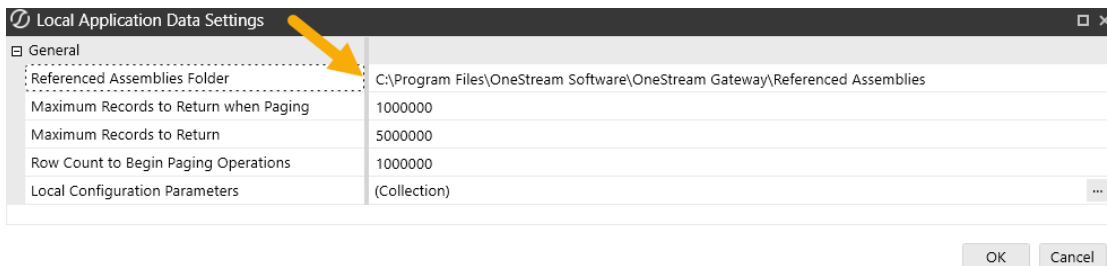 Local Application Data Settings
General
Referenced Assemblies Folder C:\Program Files\OneStream Software\OneStream Gateway\Referenced Assemblies
Maximum Records to Return when Paging 1000000
Maximum Records to Return 5000000
Row Count to Begin Paging Operations 1000000
Local Configuration Parameters (Collection) ...
OK Cancel